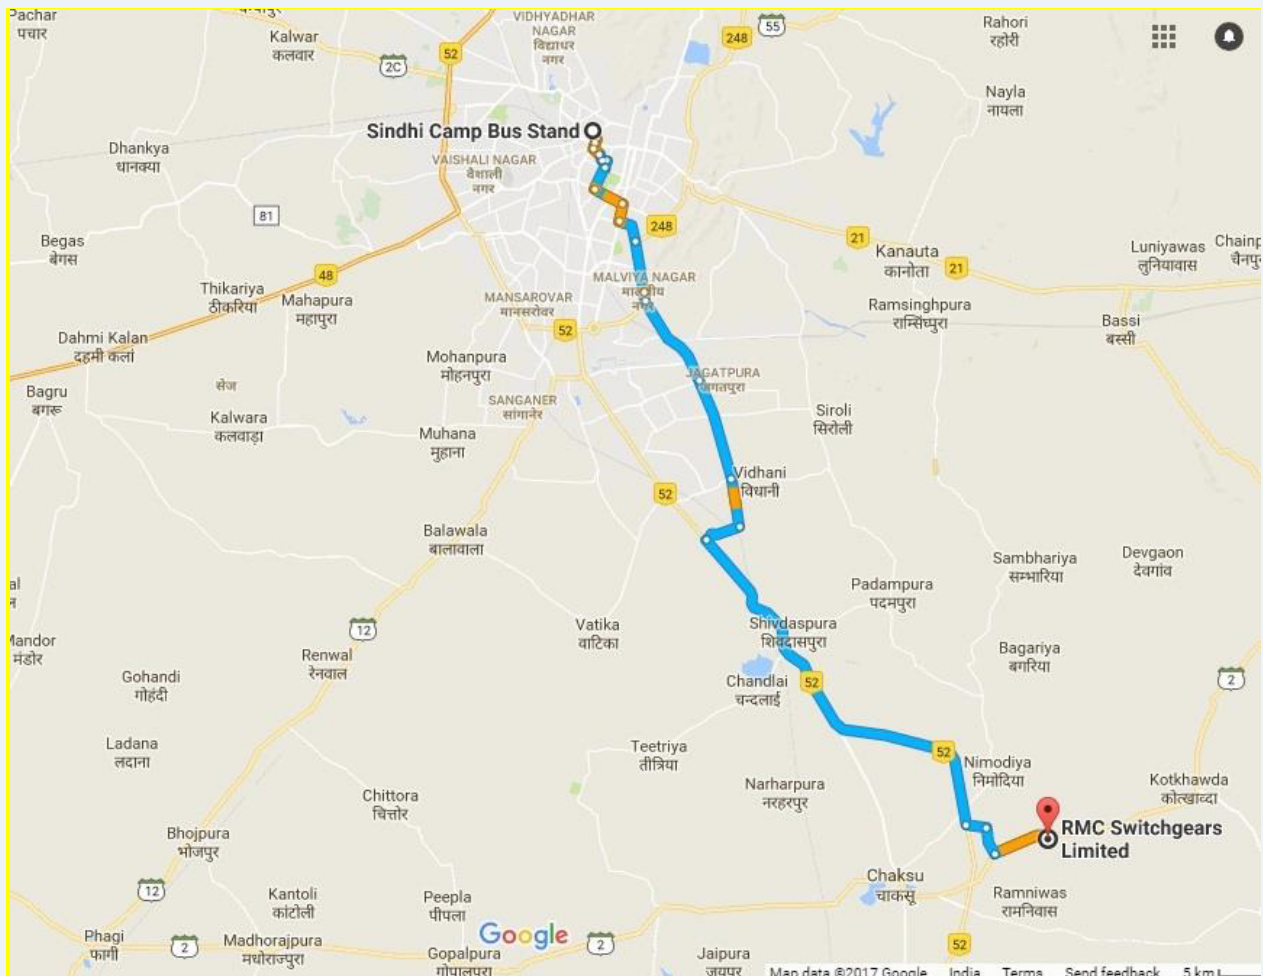 Pachar
पचार
Kalwar
कलवार
VIDHYADHAR
NAGAR
विद्याधर
नगर
55
248
52
2C
Rahori
रहोरी
Nayla
नायला
Sindhi Camp Bus Stand
Dhankya
धानक्या
VAISHALI NAGAR
वैशाली
नगर
81
248
Begas
बेगस
21
Kanauta
कानोता
21
Luniyawas
लुनियावास
48
Thikariya
ठीकरिया
Mahapura
महापुरा
MALVIYA NAGAR
MANSAROVAR
मानसरोवर
52
Ramsinghpura
राम्सिंघ्पुरा
Bassi
बस्सी
Dahmi Kalan
दहमी कलां
Mohanpura
मोहनपुरा
JAGATPURA
जगतपुरा
Bagru
बगरू
सेज
Kalwara
कलवाड़ा
SANGANER
सांगानेर
Muhana
मुहाना
Siroli
सिरोली
Vidhani
विधानी
52
Balawala
बालावाला
Sambhariya
सम्भारिया
Devgaon
देवगांव
Padampura
पदमपुरा
Vatika
वाटिका
Shivdaspura
शिवदासपुरा
12
Mandor
मंडोर
Renwal
रेनवाल
Bagariya
बगरिया
2
Gohandi
गोहंदी
Chandlai
चन्दलाई
52
Ladana
लदाना
Teetriya
तीत्रिया
52
Nimodiya
निमोदिया
Narharpura
नरहरपुर
Kotkhawda
कोत्खाव्दा
Chittora
चित्तोर
RMC Switchgears
Limited
Bhojpura
भोजपुर
12
Chaksu
चाकसू
Ramniwas
रामनिवास
Kantoli
कांटोली
Peepla
पीपला
Phagi
फागी
2
Madhorajpura
मधोराज्पुरा
Google
2
Gopalpura
गोपालपुरा
Jaipura
जयपुर
52
Map data ©2017 Google India Terms Send feedback 5 km